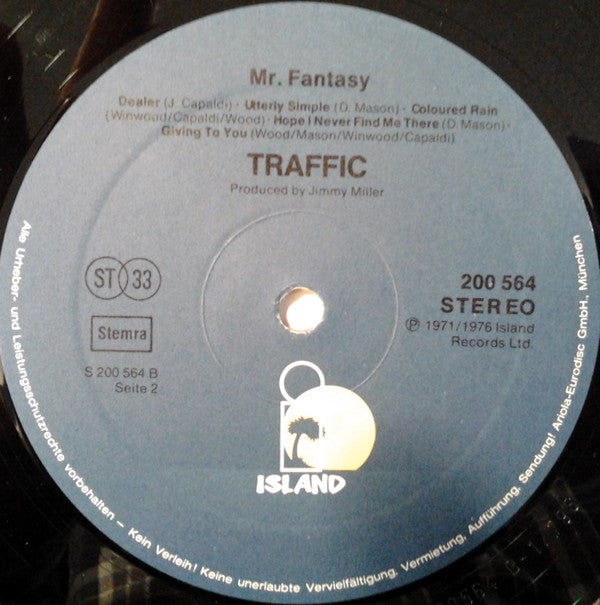 Mr. Fantasy
Dealer (J. Capaldi) · Utterly Simple (D. Mason) · Coloured Rain
(Winwood/Capaldi/Wood) · Hope I Never Find Me There (D. Mason) ·
Giving To You (Wood/Mason/Winwood/Capaldi)
TRAFFIC
Produced by Jimmy Miller
ST 33
Stemra
S 200 564 B
Seite 2
200 564
STEREO
℗ 1971/1976 Island
Records Ltd.
ISLAND
Alle Urheber- und Leistungsschutzrechte vorbehalten – Kein Verleih! Keine unerlaubte Vervielfältigung, Vermietung, Aufführung, Sendung! Ariola-Eurodisc GmbH., München